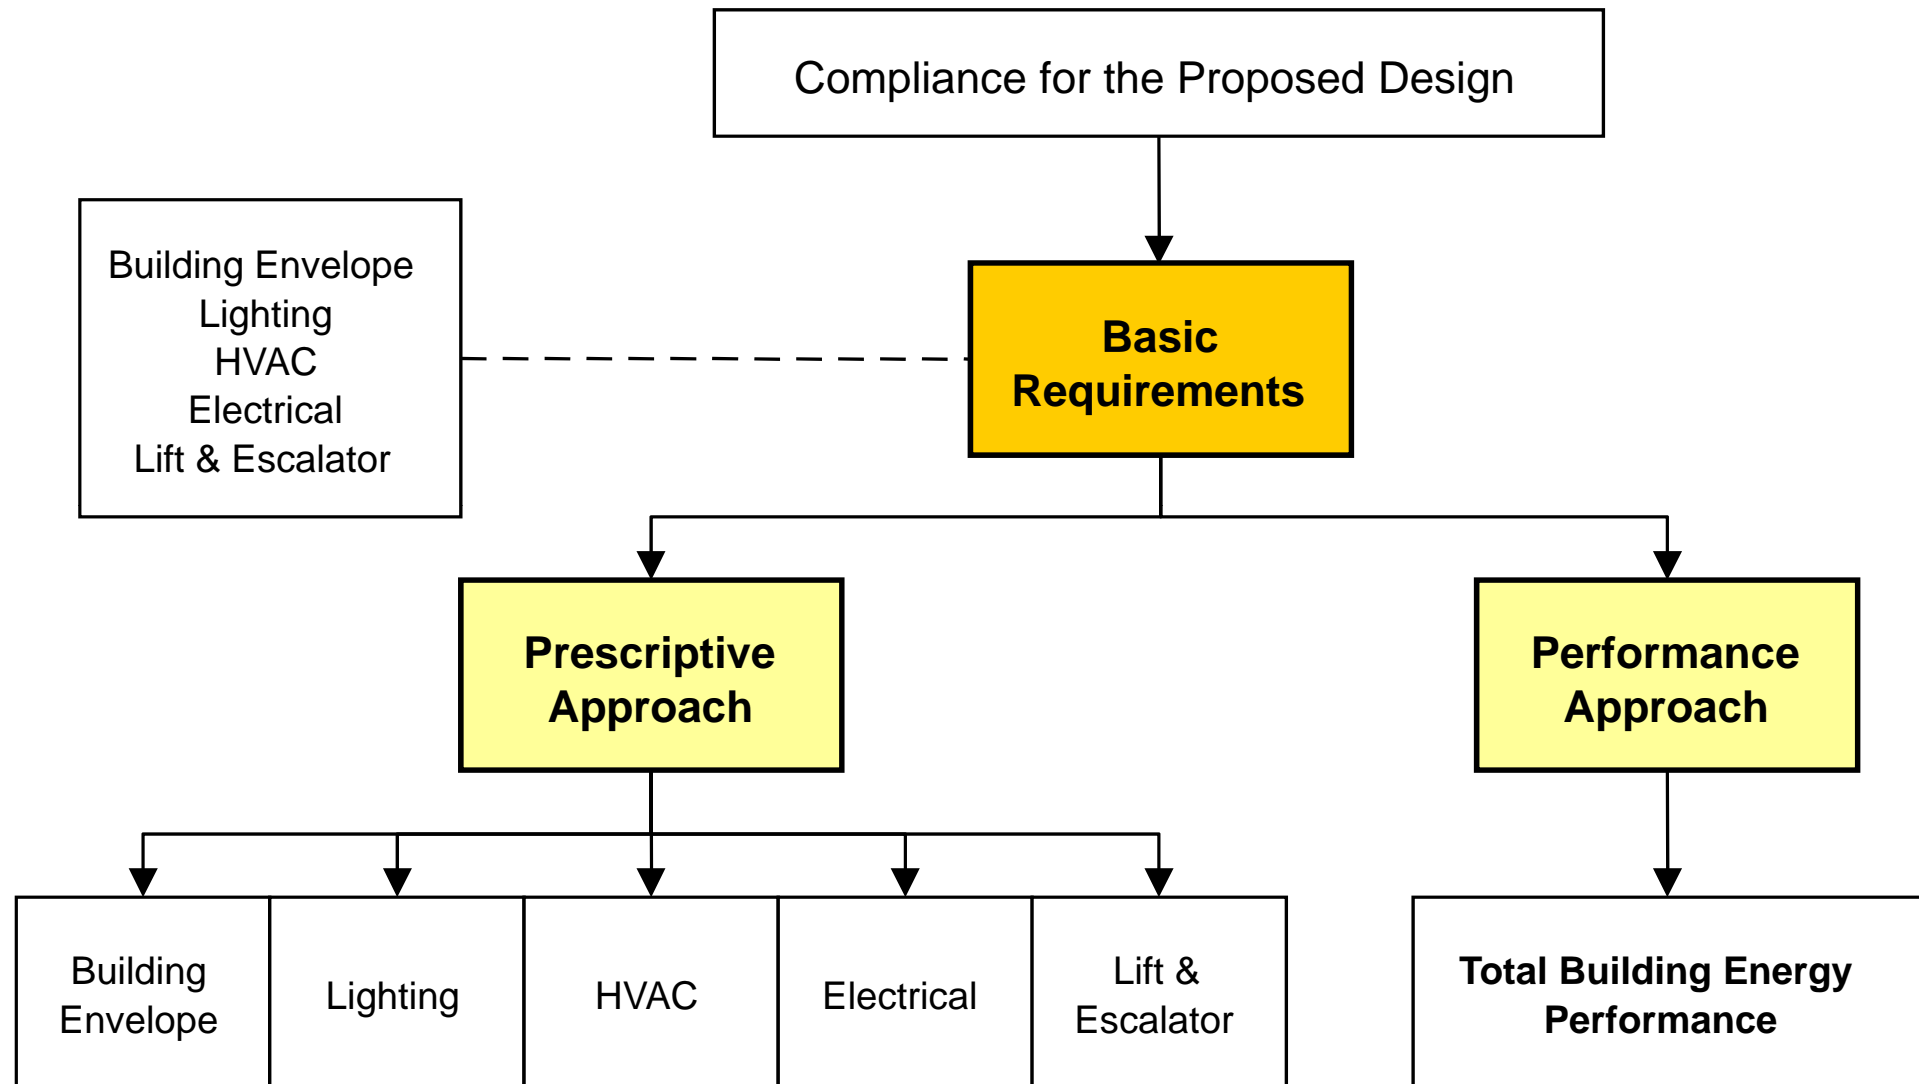 Compliance for the Proposed Design
Building Envelope
Lighting
HVAC
Electrical
Lift & Escalator
Basic
Requirements
Prescriptive
Approach
Performance
Approach
Building
Envelope
Lighting
HVAC
Electrical
Lift &
Escalator
Total Building Energy
Performance